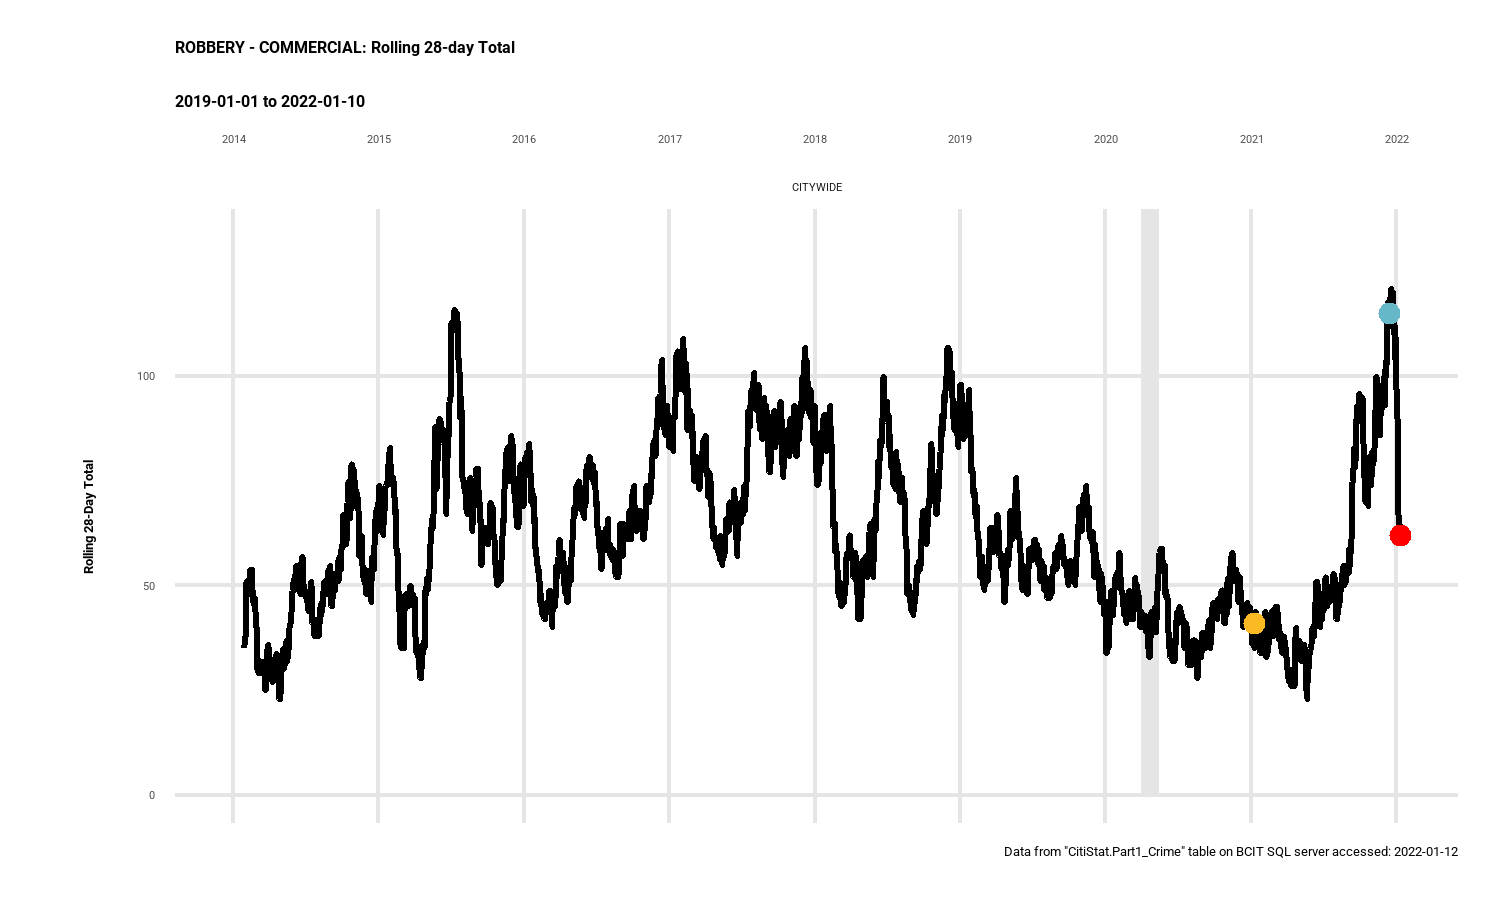 ROBBERY - COMMERCIAL: Rolling 28-day Total
2019-01-01 to 2022-01-10
2014 2015 2016 2017 2018 2019 2020 2021 2022
CITYWIDE
Rolling 28-Day Total
100
50
0
Data from "CitiStat.Part1_Crime" table on BCIT SQL server accessed: 2022-01-12